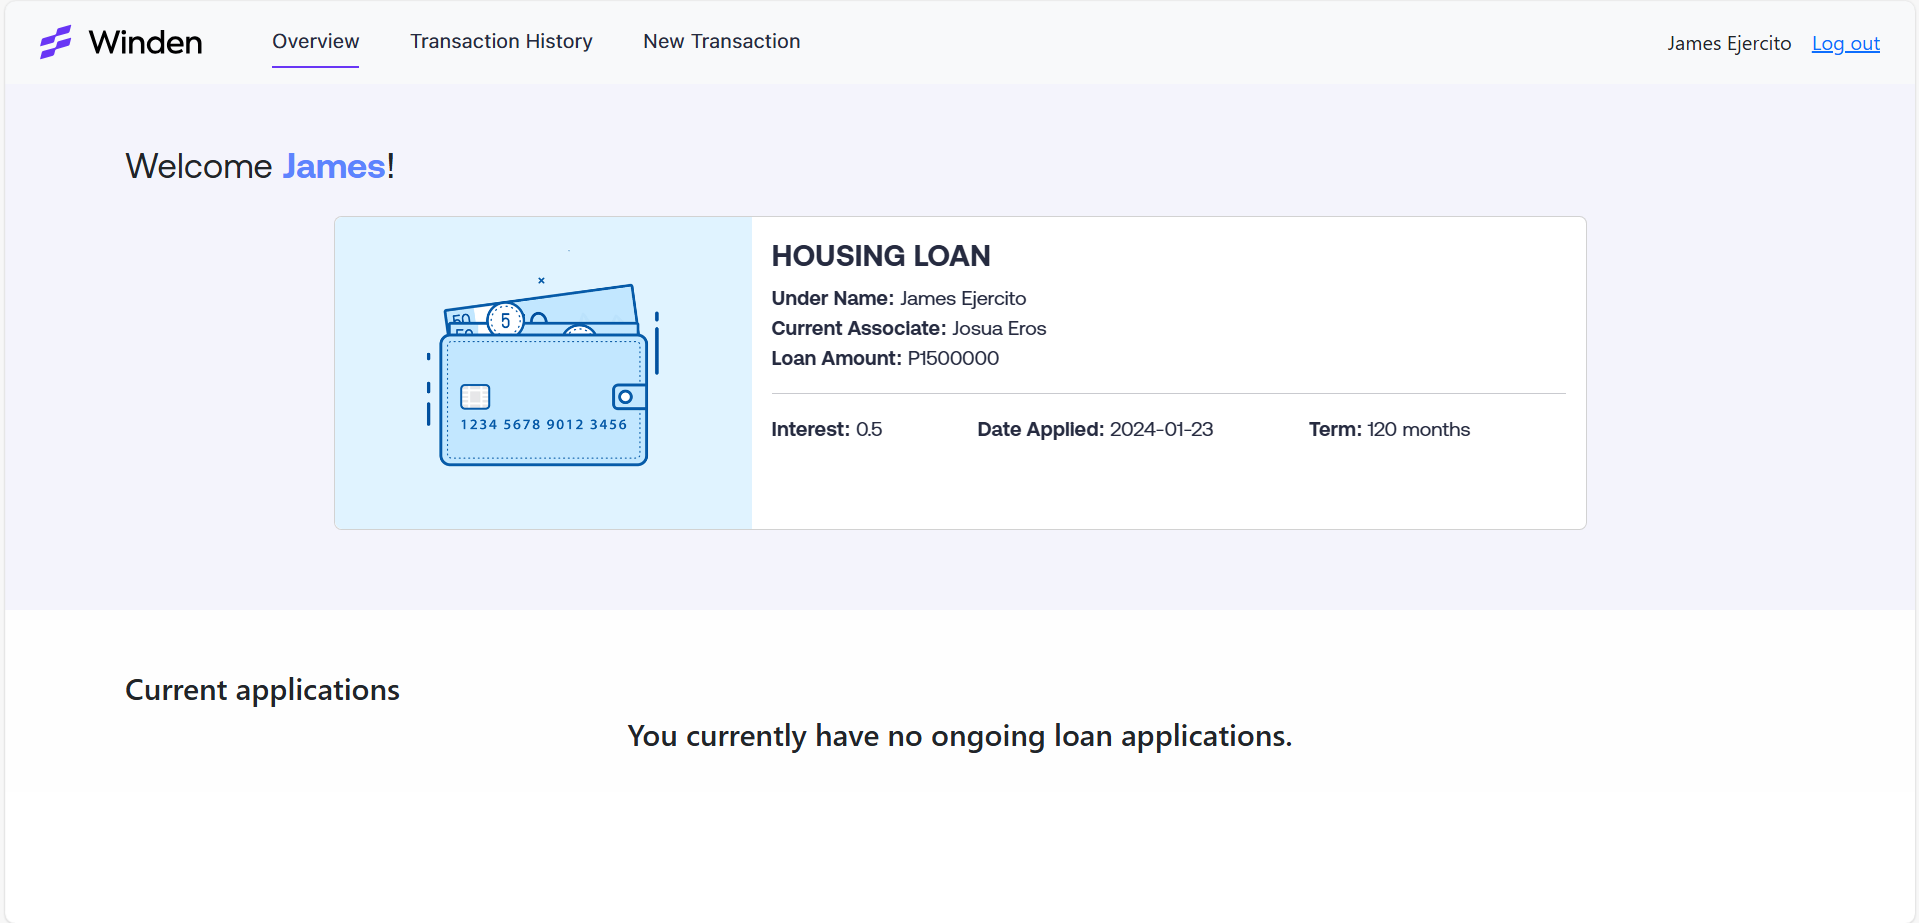 Winden Overview Transaction History New Transaction James Ejercito Log out
Welcome James!
HOUSING LOAN
Under Name: James Ejercito
Current Associate: Josua Eros
Loan Amount: P1500000
Interest: 0.5 Date Applied: 2024-01-23 Term: 120 months
50
5
50
1234 5678 9012 3456
Current applications
You currently have no ongoing loan applications.